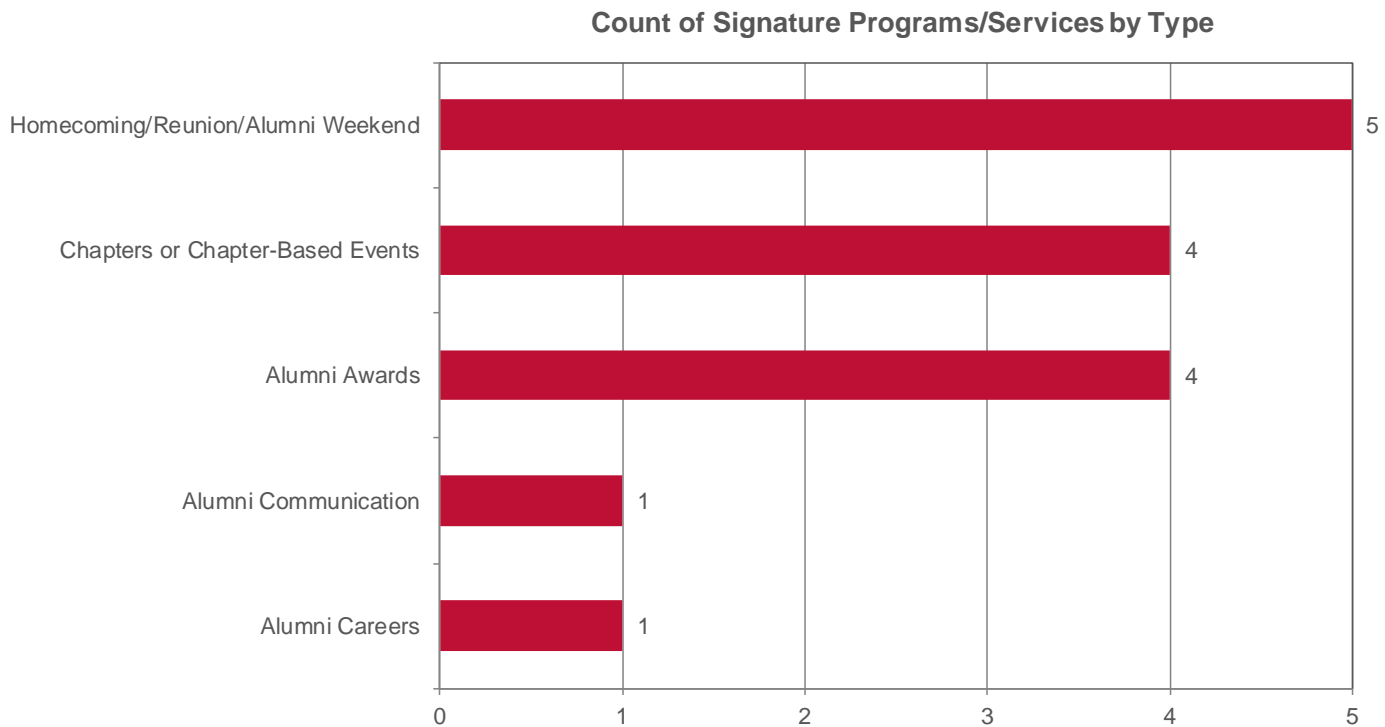 Count of Signature Programs/Services by Type
Homecoming/Reunion/Alumni Weekend
5
Chapters or Chapter-Based Events
4
Alumni Awards
4
Alumni Communication
1
Alumni Careers
1
0 1 2 3 4 5